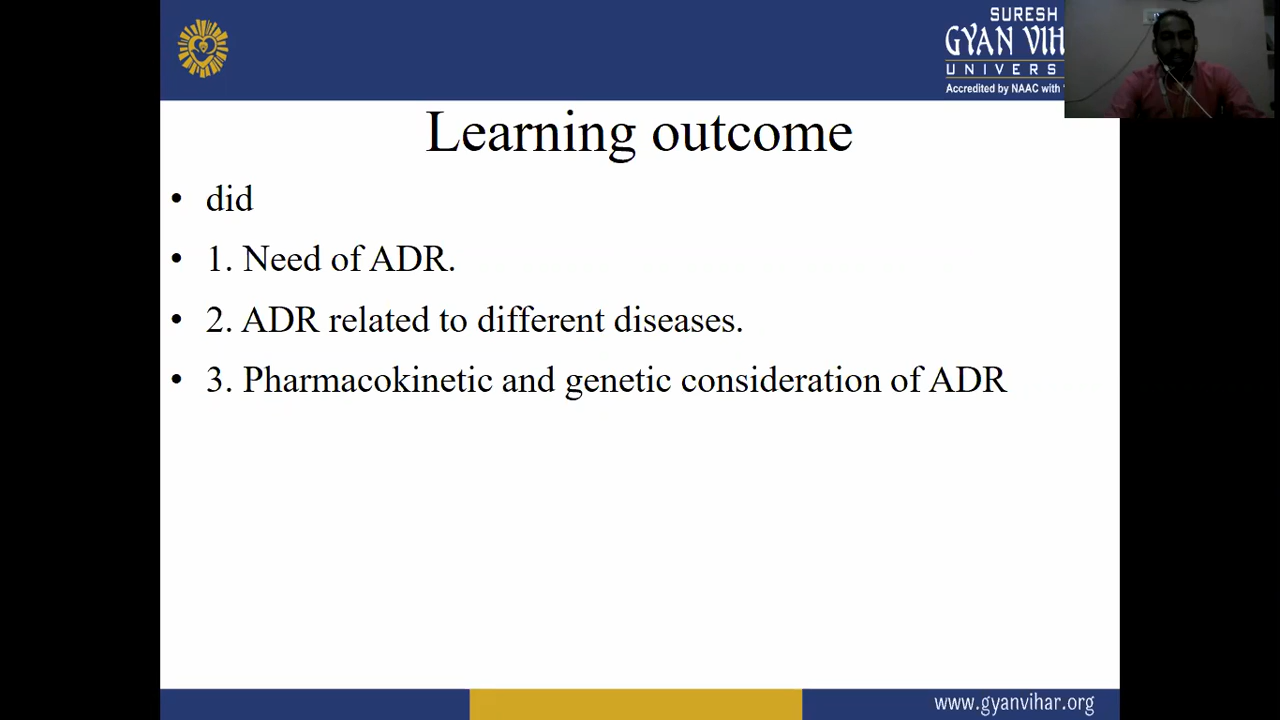 SURESH
GYAN VIH
UNIVERS
Accredited by NAAC with
Learning outcome
• did
• 1. Need of ADR.
• 2. ADR related to different diseases.
• 3. Pharmacokinetic and genetic consideration of ADR
www.gyanvihar.org